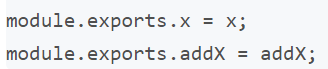 module.exports.x = x;
module.exports.addX = addX;